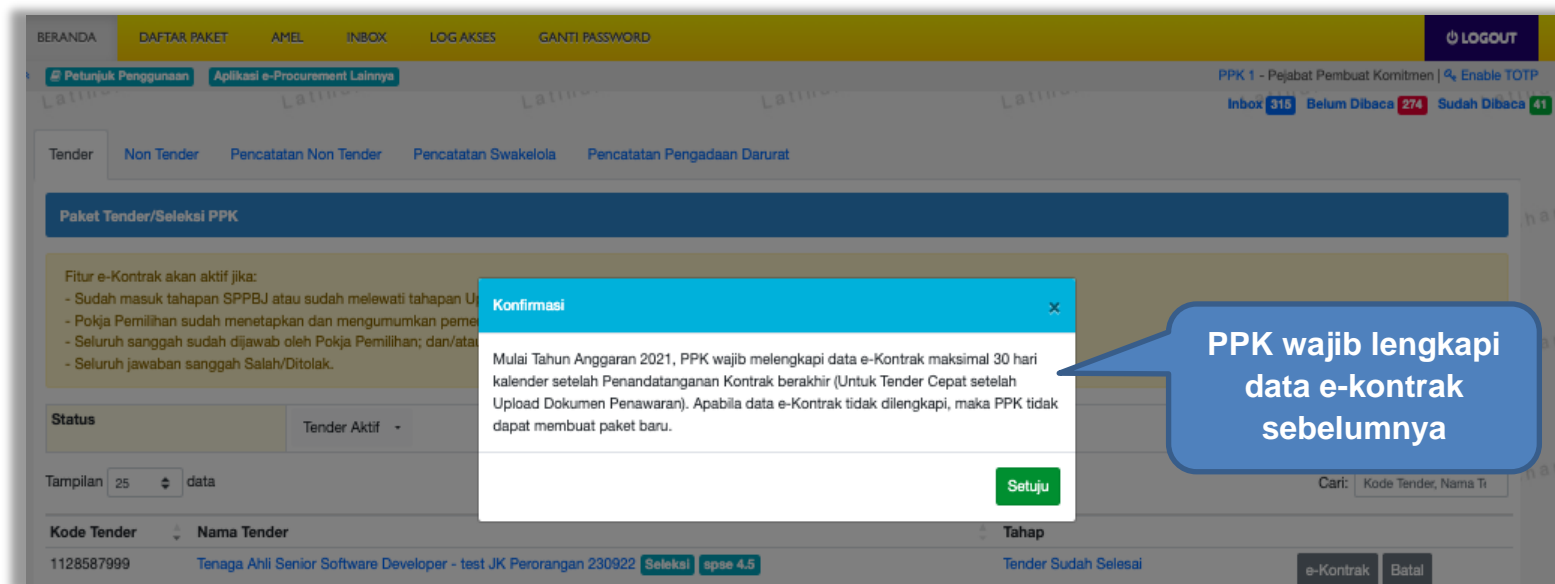 BERANDA DAFTAR PAKET AMEL INBOX LOG AKSES GANTI PASSWORD LOGOUT
Petunjuk Penggunaan Aplikasi e-Procurement Lainnya PPK 1 - Pejabat Pembuat Komitmen | Enable TOTP
Inbox 315 Belum Dibaca 274 Sudah Dibaca 41
Tender Non Tender Pencatatan Non Tender Pencatatan Swakelola Pencatatan Pengadaan Darurat
Paket Tender/Seleksi PPK
Fitur e-Kontrak akan aktif jika:
- Sudah masuk tahapan SPPBJ atau sudah melewati tahapan
- Pokja Pemilihan sudah menetapkan dan mengumumkan
- Seluruh sanggah sudah dijawab oleh Pokja Pemilihan;
- Seluruh jawaban sanggah Salah/Ditolak.
Konfirmasi ×
Mulai Tahun Anggaran 2021, PPK wajib melengkapi data e-Kontrak maksimal 30 hari
kalender setelah Penandatanganan Kontrak berakhir (Untuk Tender Cepat setelah
Upload Dokumen Penawaran). Apabila data e-Kontrak tidak dilengkapi, maka PPK tidak
dapat membuat paket baru.
Setuju
PPK wajib lengkapi
data e-kontrak
sebelumnya
Status Tender Aktif
Tampilan 25 data Cari: Kode Tender, Nama
Kode Tender Nama Tender Tahap
1128587999 Tenaga Ahli Senior Software Developer - test JK Perorangan 230922 Seleksi spse 4.5 Tender Sudah Selesai e-Kontrak Batal